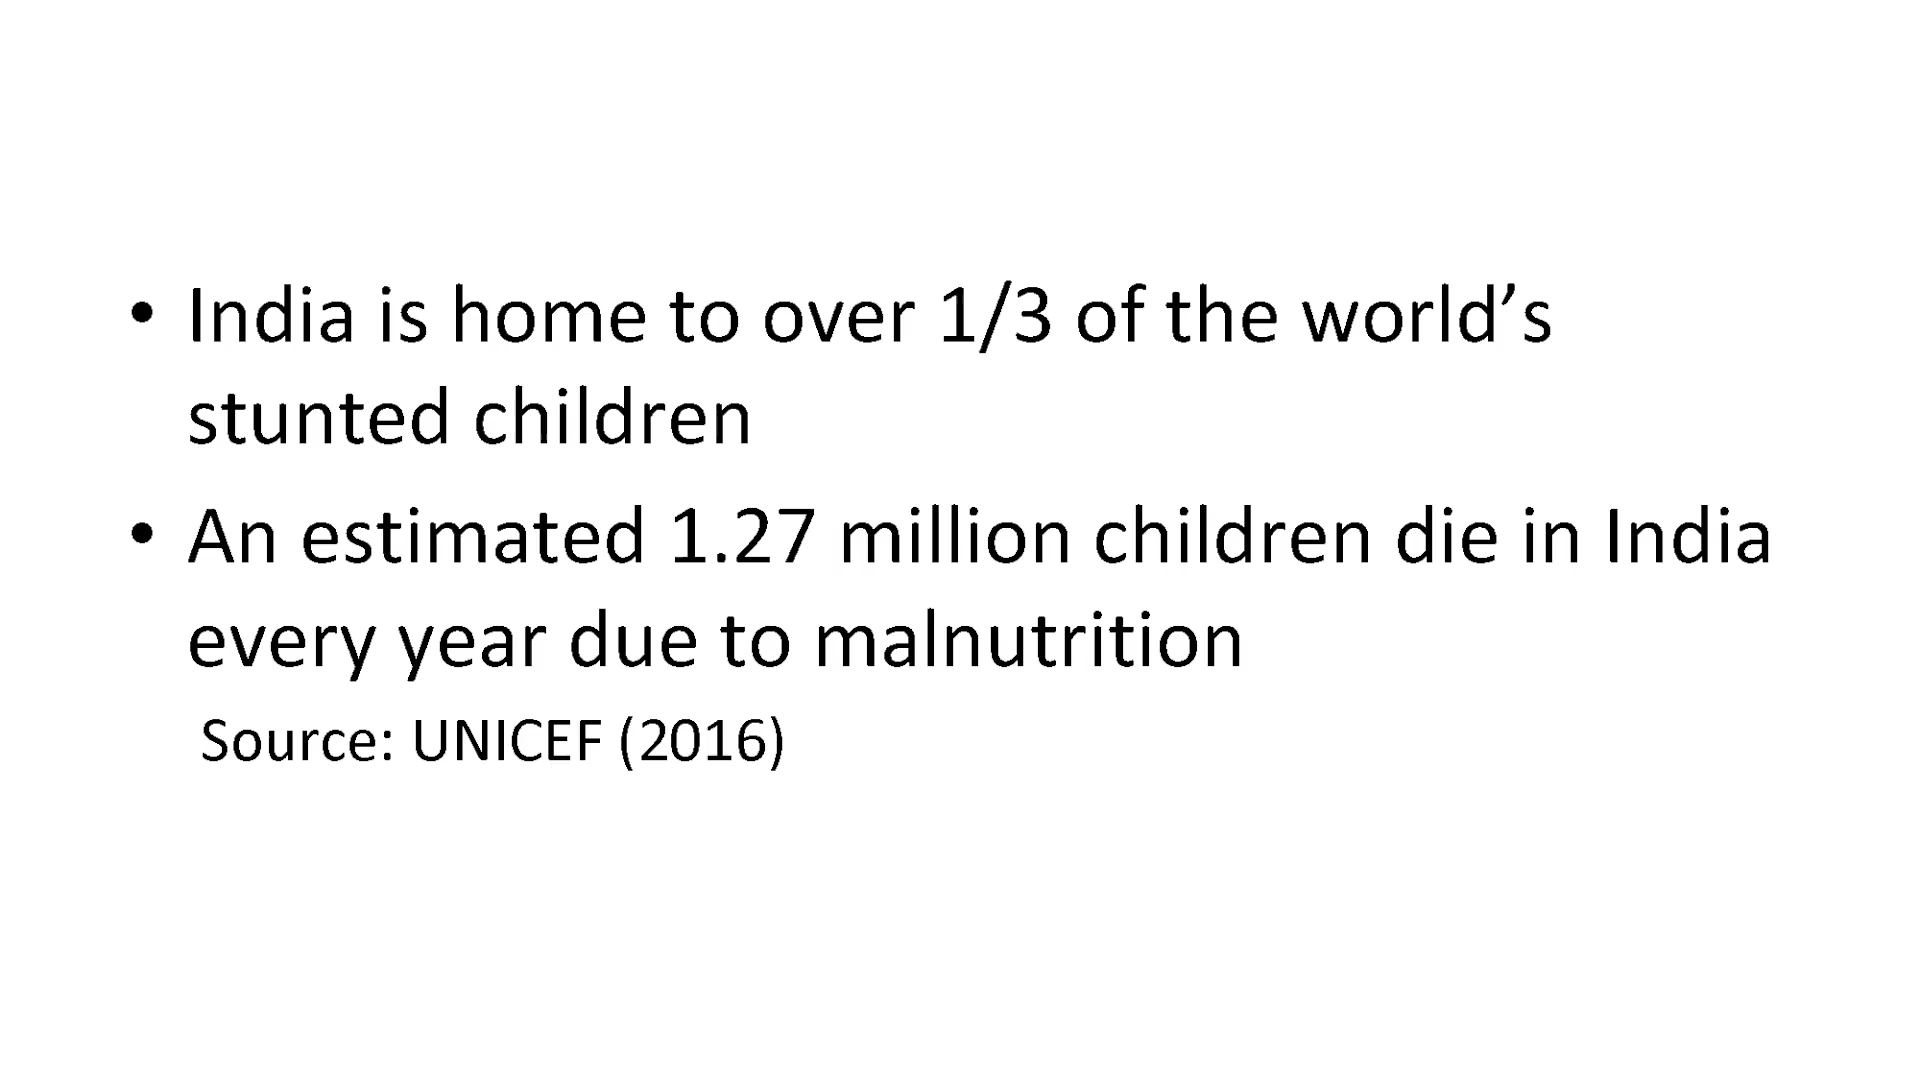 • India is home to over 1/3 of the world’s
stunted children
• An estimated 1.27 million children die in India
every year due to malnutrition
Source: UNICEF (2016)